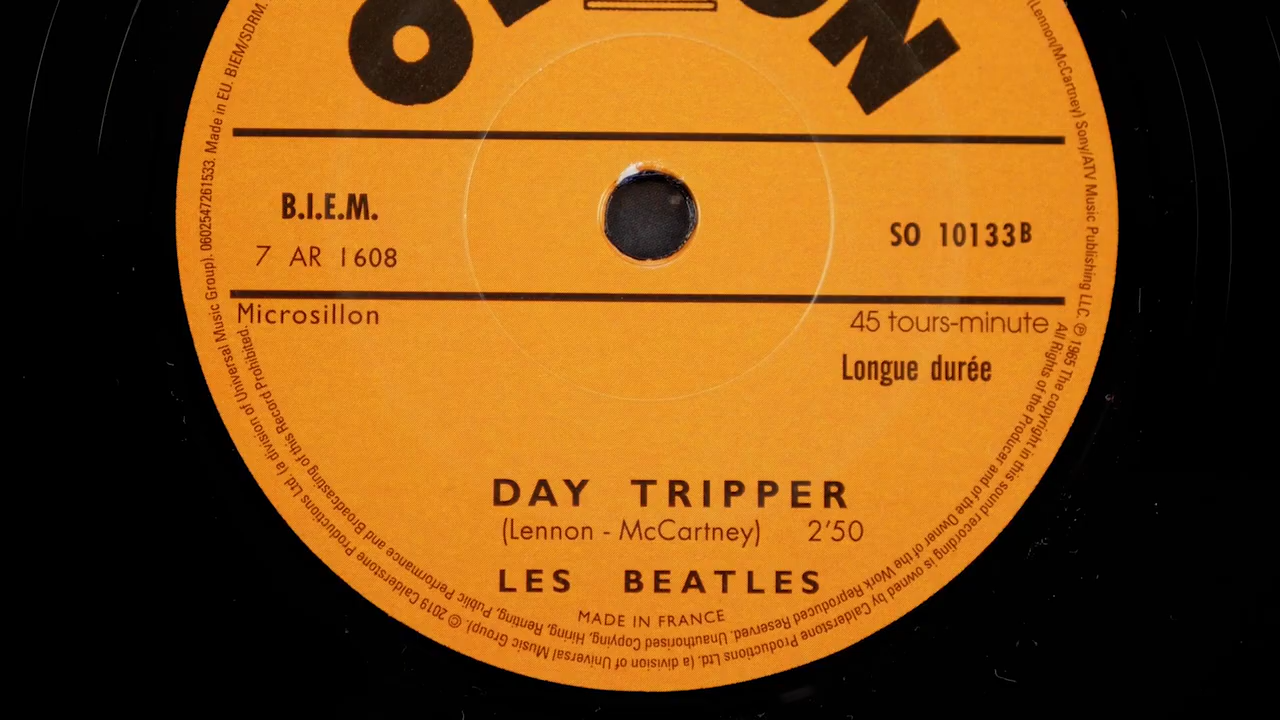 B.I.E.M.
7 AR 1608
SO 10133B
Microsillon
45 tours-minute
Longue durée
DAY TRIPPER
(Lennon - McCartney) 2'50
LES BEATLES
MADE IN FRANCE
(Lennon/McCartney) Sony/ATV Music Publishing LLC. ℗ 1965 The copyright in this sound recording is owned by Calderstone Productions Ltd. (a division of Universal Music Group). © 2019 Calderstone Productions Ltd. (a division of Universal Music Group). 0602547261533. Made in EU. BIEM/SDRM.
All Rights of the Producer and of the Owner of the Work Reproduced Reserved. Unauthorised Copying, Hiring, Renting, Public Performance and Broadcasting of this Record Prohibited.